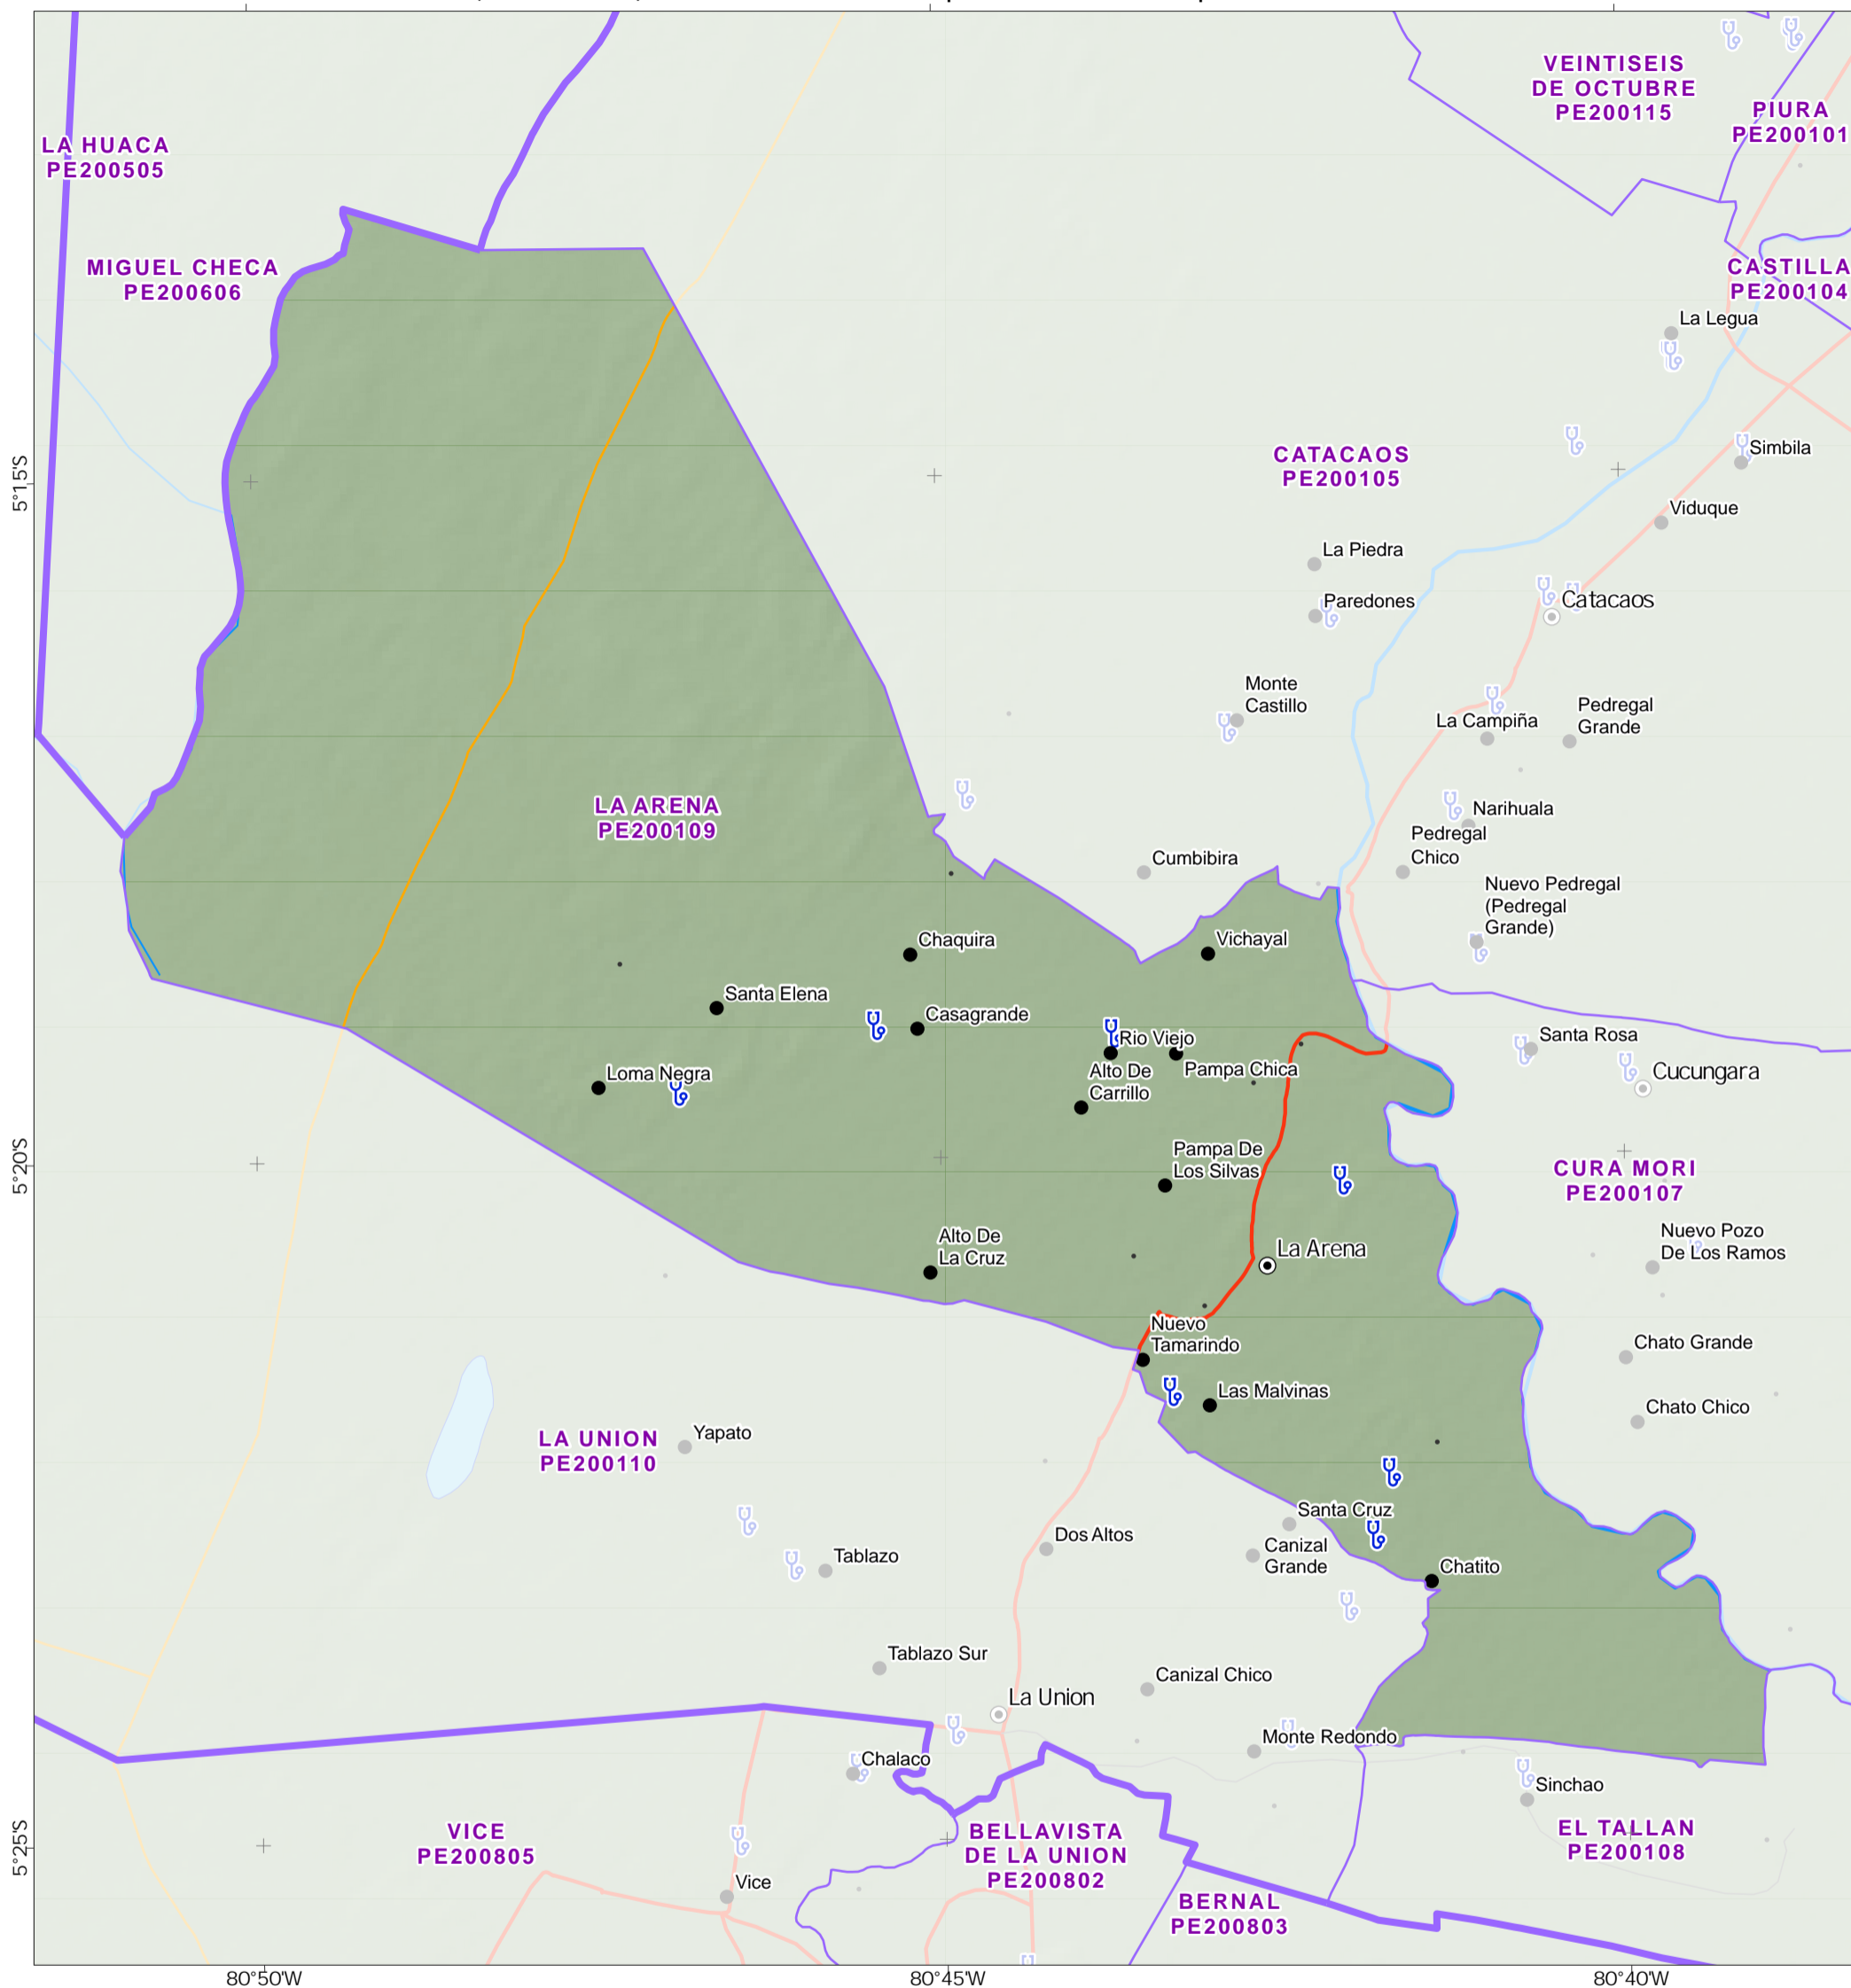 VEINTISEIS
DE OCTUBRE
PE200115
PIURA
PE200101
LA HUACA
PE200505
MIGUEL CHECA
PE200606
CASTILLA
PE200104
La Legua
CATACAOS
PE200105
Simbila
5°15'S
Viduque
La Piedra
Paredones
Catacaos
Monte
Castillo
La Campiña
Pedregal
Grande
LA ARENA
PE200109
Narihuala
Pedregal
Chico
Cumbibira
Nuevo Pedregal
(Pedregal
Grande)
Chaquira
Vichayal
Santa Elena
Casagrande
Rio Viejo
Santa Rosa
Loma Negra
Alto De
Carrillo
Pampa Chica
Cucungara
Pampa De
Los Silvas
5°20'S
CURA MORI
PE200107
Alto De
La Cruz
La Arena
Nuevo Pozo
De Los Ramos
Nuevo
Tamarindo
Chato Grande
Las Malvinas
Chato Chico
LA UNION
PE200110
Yapato
Santa Cruz
Dos Altos
Canizal
Grande
Tablazo
Chatito
Tablazo Sur
Canizal Chico
La Union
Monte Redondo
Chalaco
Sinchao
5°25'S
VICE
PE200805
BELLAVISTA
DE LA UNION
PE200802
EL TALLAN
PE200108
Vice
BERNAL
PE200803
80°50'W
80°45'W
80°40'W